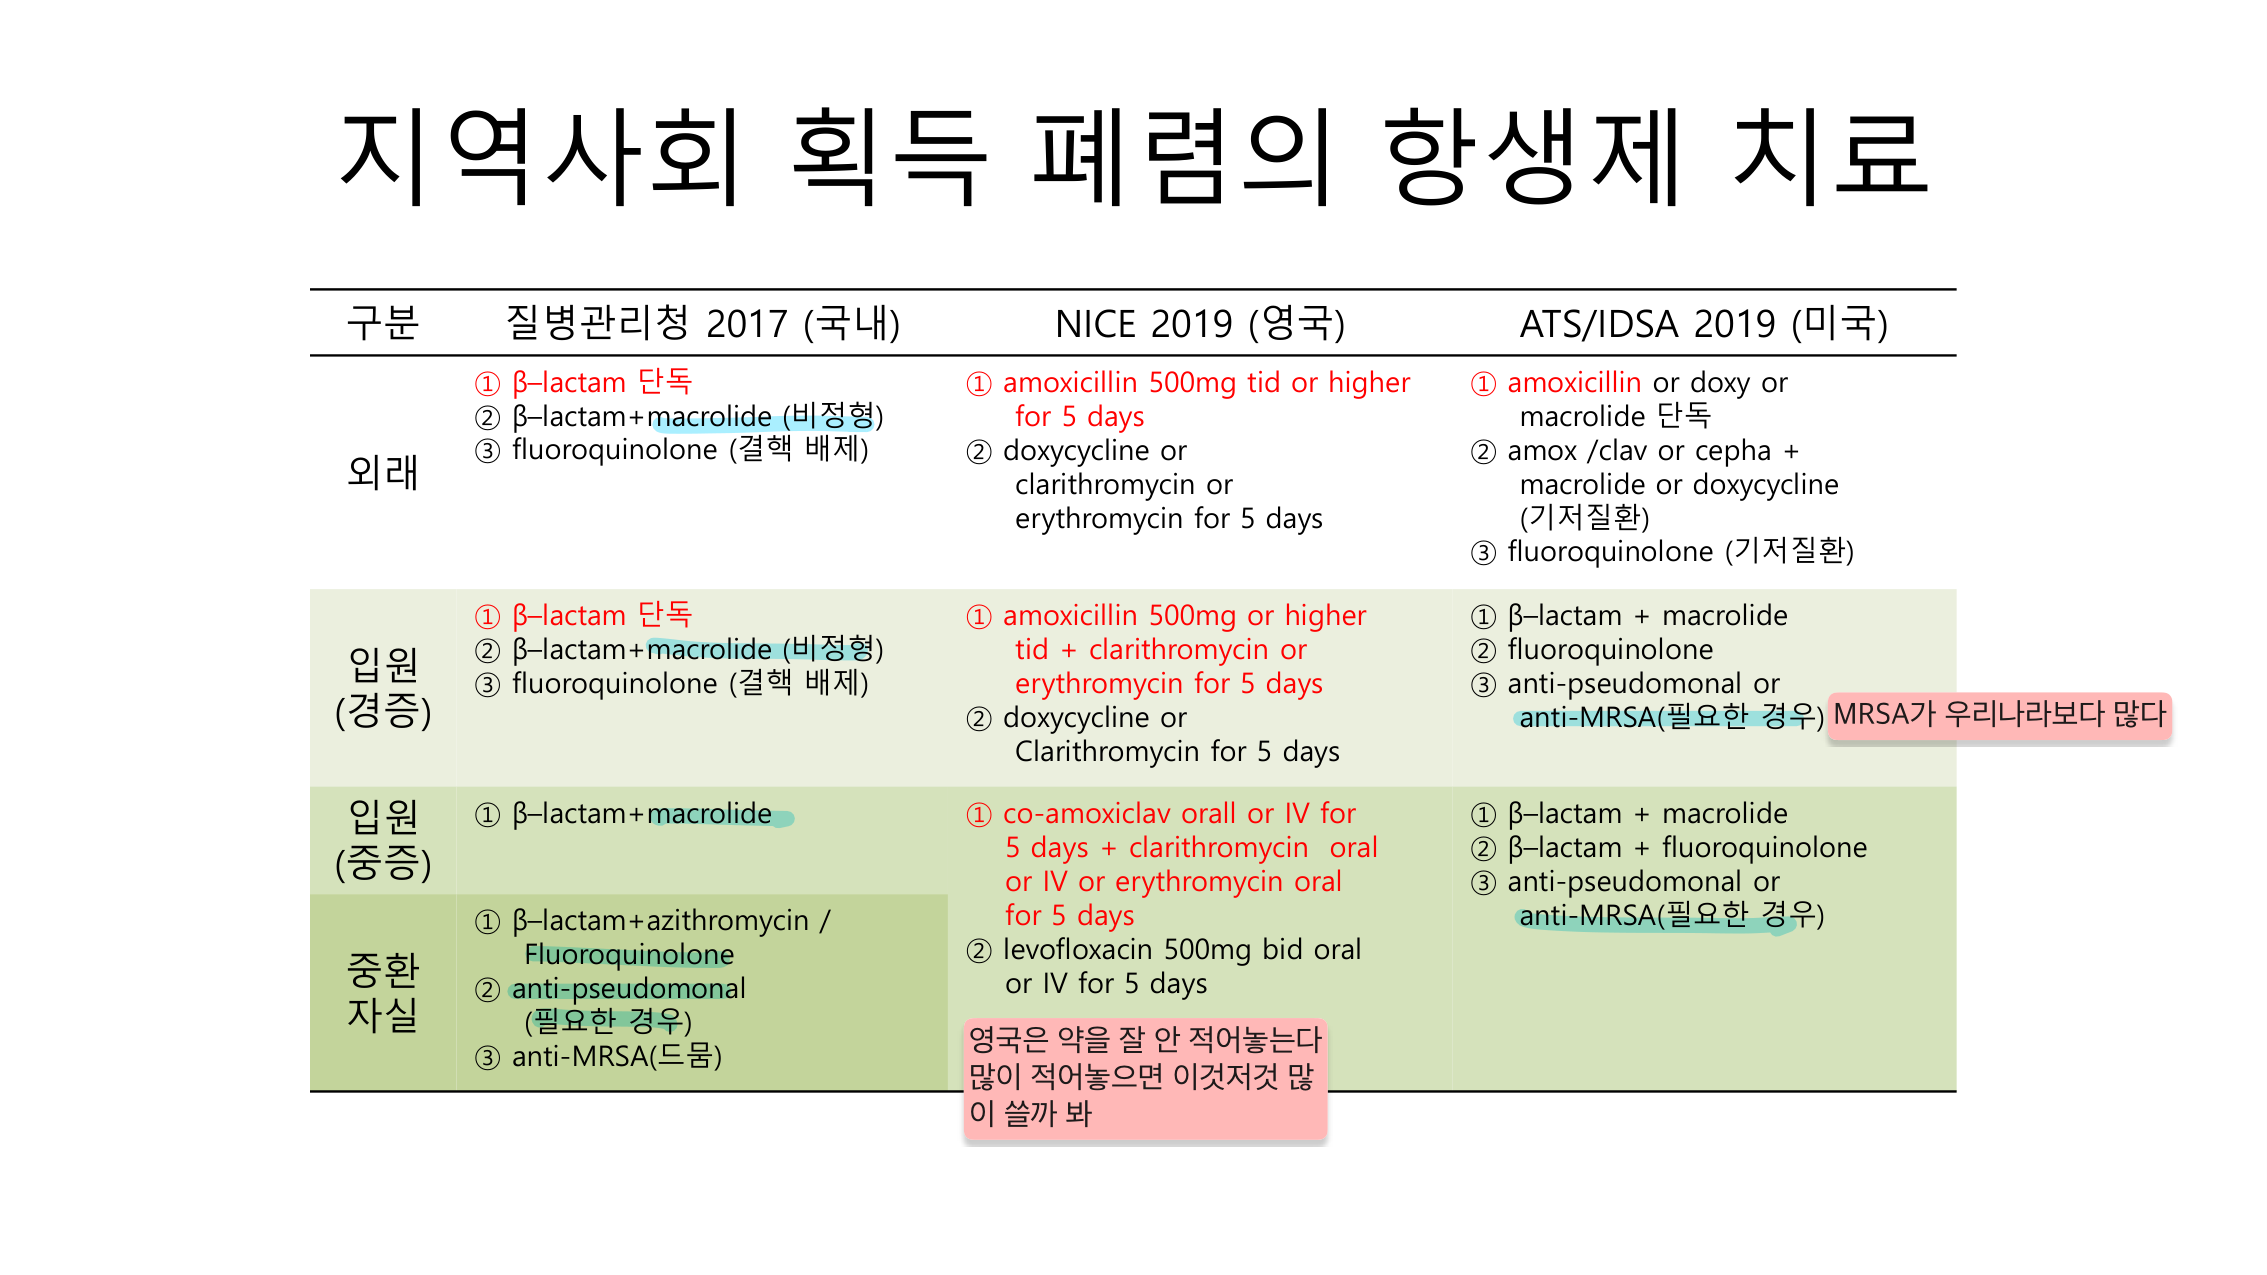 지역사회 획득 폐렴의 항생제 치료
구분
질병관리청 2017 (국내)
NICE 2019 (영국)
ATS/IDSA 2019 (미국)
외래
① β–lactam 단독
② β–lactam+macrolide (비정형)
③ fluoroquinolone (결핵 배제)
① amoxicillin 500mg tid or higher
for 5 days
② doxycycline or
clarithromycin or
erythromycin for 5 days
① amoxicillin or doxy or
macrolide 단독
② amox /clav or cepha +
macrolide or doxycycline
(기저질환)
③ fluoroquinolone (기저질환)
입원
(경증)
① β–lactam 단독
② β–lactam+macrolide (비정형)
③ fluoroquinolone (결핵 배제)
① amoxicillin 500mg or higher
tid + clarithromycin or
erythromycin for 5 days
② doxycycline or
Clarithromycin for 5 days
① β–lactam + macrolide
② fluoroquinolone
③ anti-pseudomonal or
anti-MRSA(필요한 경우)
MRSA가 우리나라보다 많다
입원
(중증)
① β–lactam+macrolide
① co-amoxiclav orall or IV for
5 days + clarithromycin oral
or IV or erythromycin oral
for 5 days
② levofloxacin 500mg bid oral
or IV for 5 days
① β–lactam + macrolide
② β–lactam + fluoroquinolone
③ anti-pseudomonal or
anti-MRSA(필요한 경우)
중환
자실
① β–lactam+azithromycin /
Fluoroquinolone
② anti-pseudomonal
(필요한 경우)
③ anti-MRSA(드뭄)
영국은 약을 잘 안 적어놓는다
많이 적어놓으면 이것저것 많
이 쓸까 봐